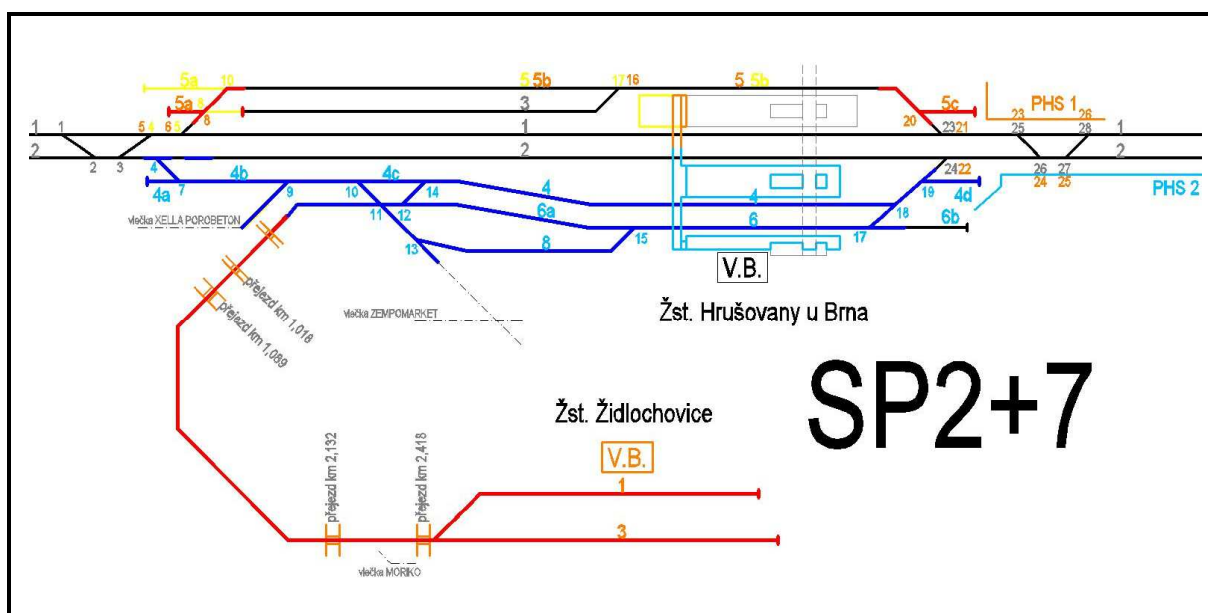 5a 10 5 5b 17 16 5 5b
5a 8 8 3 20 5c PHS 1 23 26
1 1 5 4 6 5 1 23 21 25 28 1
2 2 3 2 24 22 26 27 2
4 24 25
4a 7 4b 9 10 4c 14 4 4 19 4d PHS 2
11 12 6a 6 18 6b
vlečka XELLA POROBETON
13 8 15 17
V.B.
přejezd km 1,018
přejezd km 1,089
vlečka ZEMPOMARKET
Žst. Hrušovany u Brna
SP2+7
Žst. Židlochovice
V.B.
přejezd km 2,132
přejezd km 2,418
1
3
vlečka MORIKO